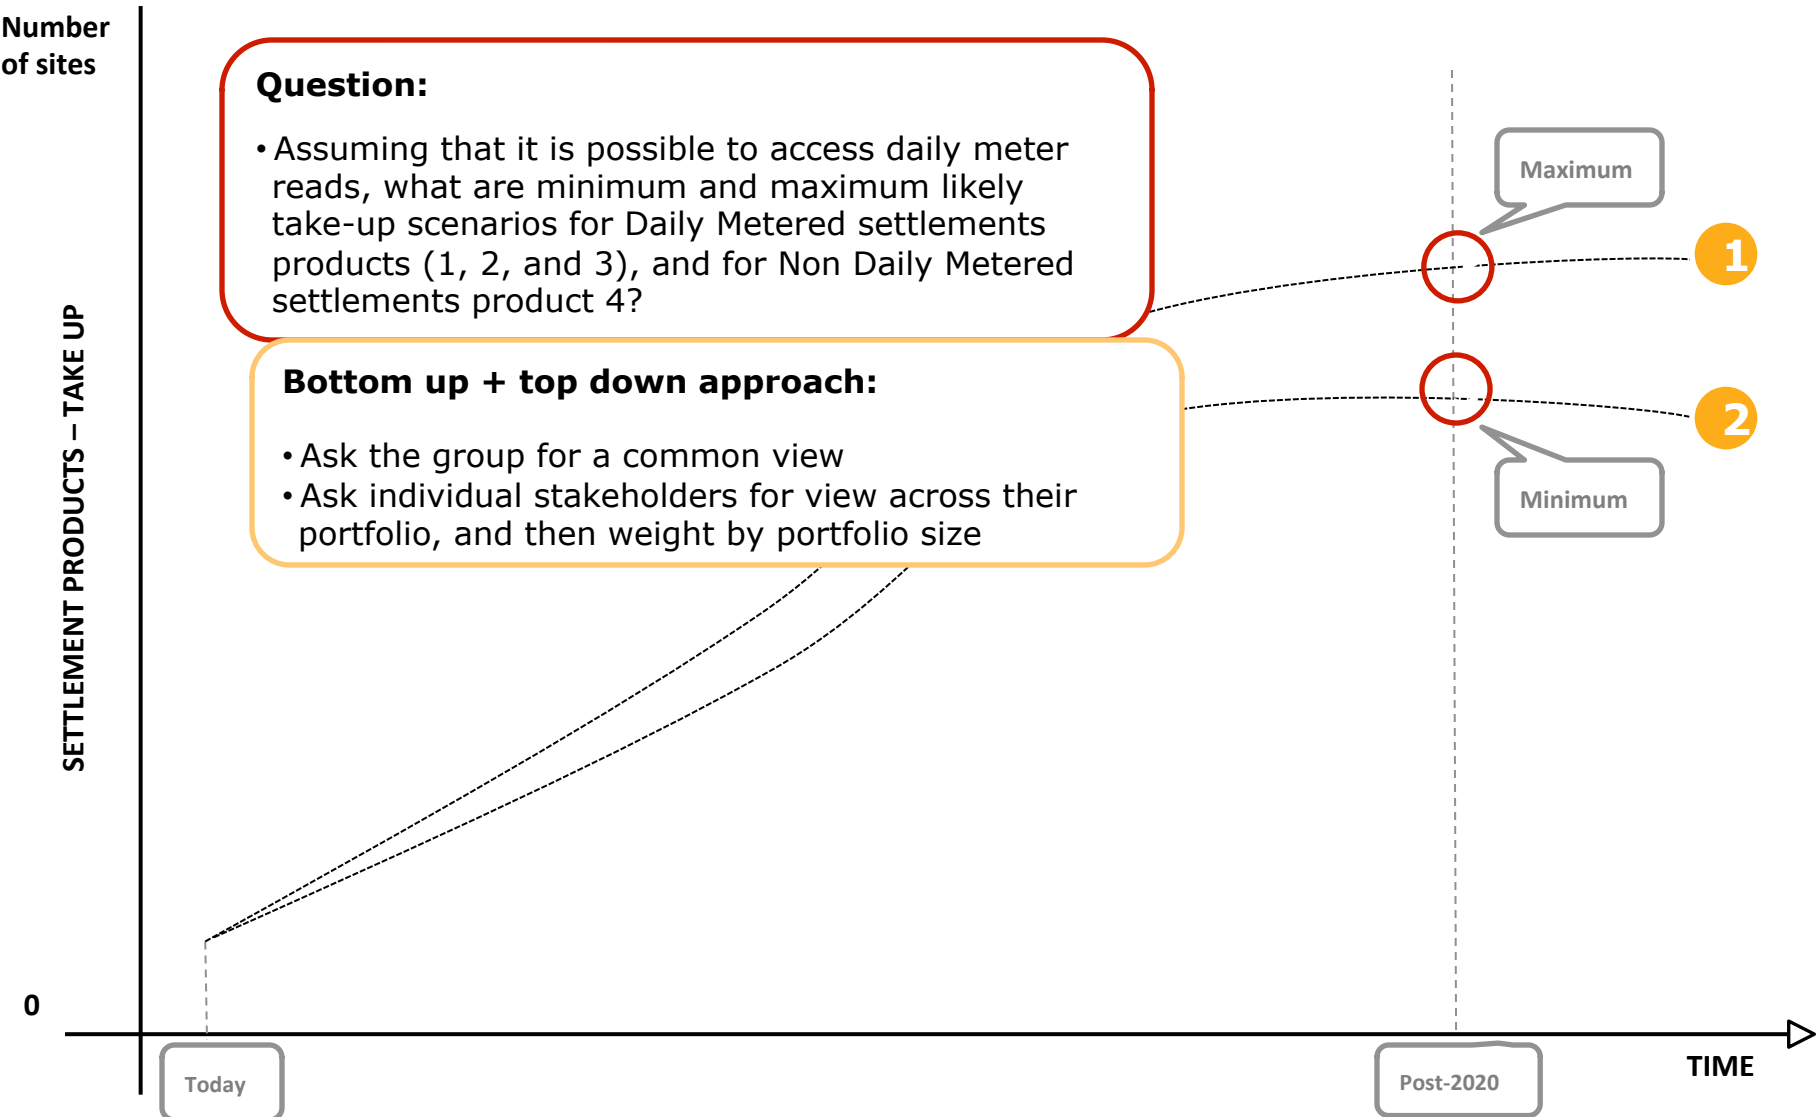 Number
of sites
Question:
• Assuming that it is possible to access daily meter
reads, what are minimum and maximum likely
take-up scenarios for Daily Metered settlements
products (1, 2, and 3), and for Non Daily Metered
settlements product 4?
Maximum
1
Bottom up + top down approach:
• Ask the group for a common view
• Ask individual stakeholders for view across their
portfolio, and then weight by portfolio size
2
Minimum
SETTLEMENT PRODUCTS – TAKE UP
0
Today
Post-2020
TIME